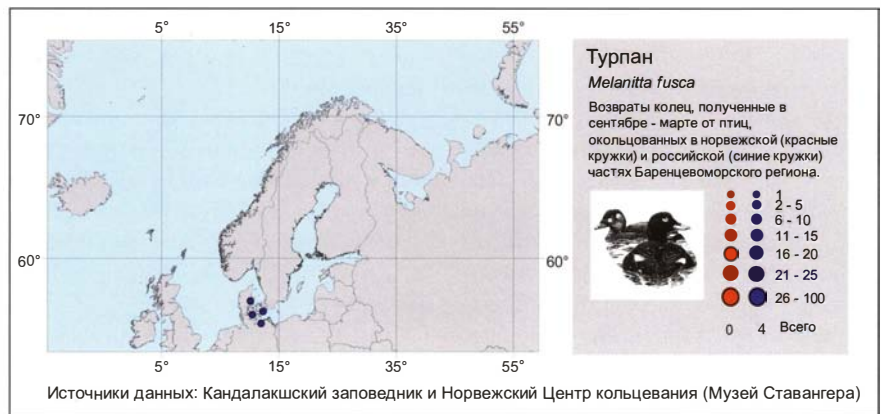 5° 15° 35° 55°
70° 70°
60° 60°
5° 15° 35° 55°
Турпан
Melanitta fusca
Возвраты колец, полученные в
сентябре - марте от птиц,
окольцованных в норвежской (красные
кружки) и российской (синие кружки)
частях Баренцевоморского региона.
1
2 - 5
6 - 10
11 - 15
16 - 20
21 - 25
26 - 100
0 4 Всего
Источники данных: Кандалакшский заповедник и Норвежский Центр кольцевания (Музей Ставангера)